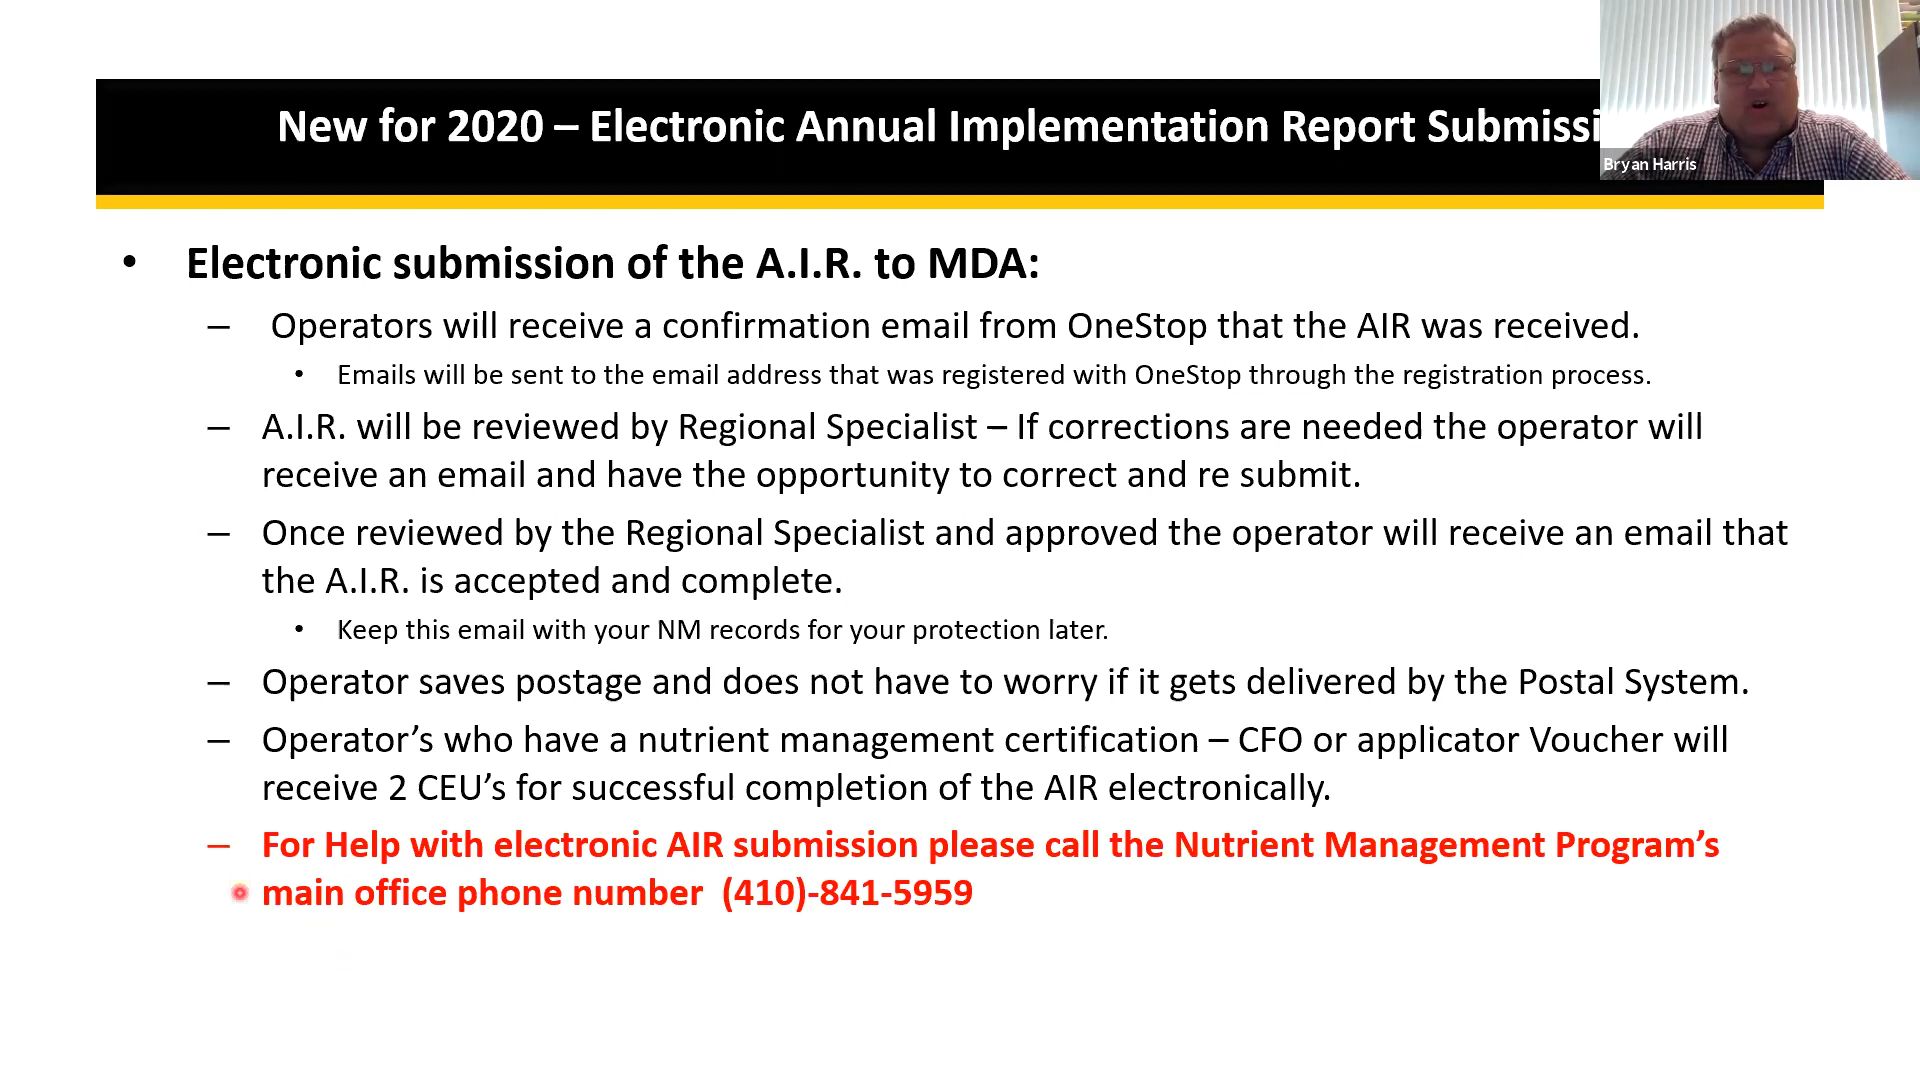 New for 2020 – Electronic Annual Implementation Report Submissi
Bryan Harris
• Electronic submission of the A.I.R. to MDA:
– Operators will receive a confirmation email from OneStop that the AIR was received.
• Emails will be sent to the email address that was registered with OneStop through the registration process.
– A.I.R. will be reviewed by Regional Specialist – If corrections are needed the operator will
receive an email and have the opportunity to correct and re submit.
– Once reviewed by the Regional Specialist and approved the operator will receive an email that
the A.I.R. is accepted and complete.
• Keep this email with your NM records for your protection later.
– Operator saves postage and does not have to worry if it gets delivered by the Postal System.
– Operator’s who have a nutrient management certification – CFO or applicator Voucher will
receive 2 CEU’s for successful completion of the AIR electronically.
– For Help with electronic AIR submission please call the Nutrient Management Program’s
main office phone number  (410)-841-5959